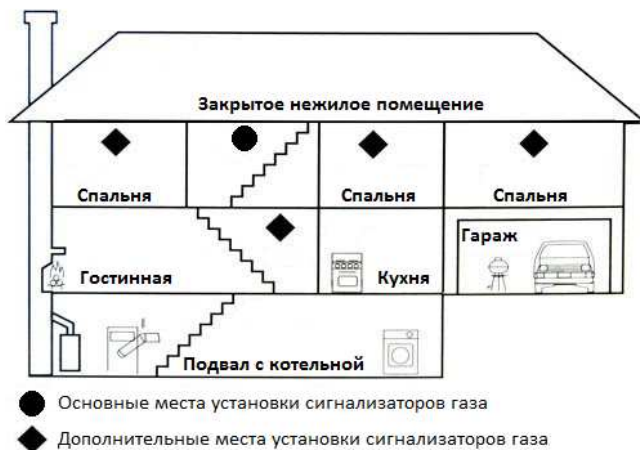 Закрытое нежилое помещение
Спальня
Спальня
Спальня
Гостинная
Кухня
Гараж
Подвал с котельной
Основные места установки сигнализаторов газа
Дополнительные места установки сигнализаторов газа